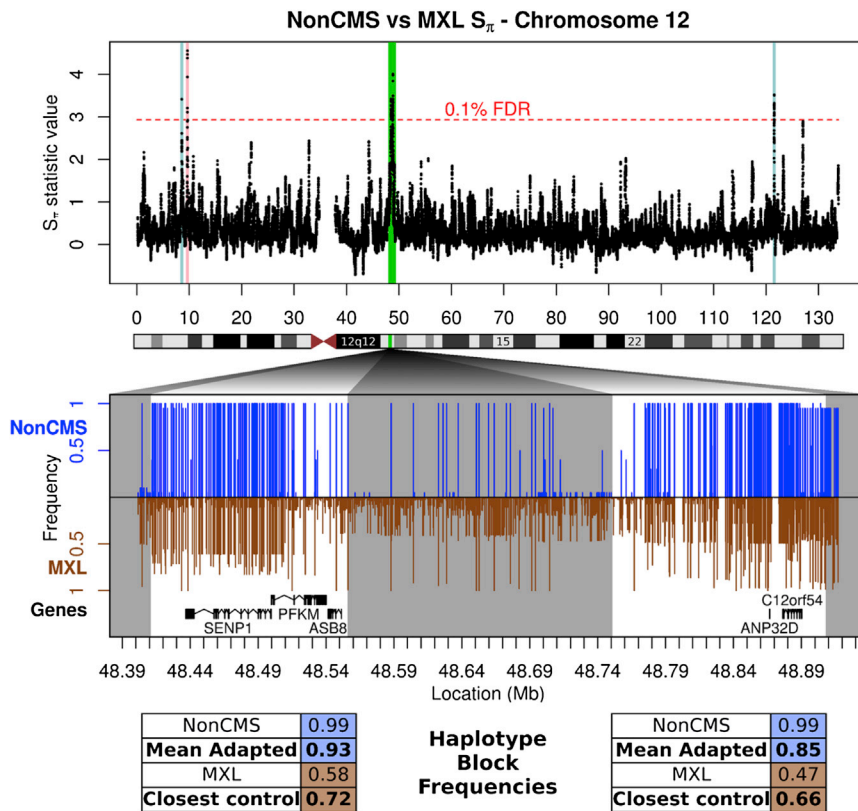 NonCMS vs MXL Sπ - Chromosome 12
Sπ statistic value
4
3
2
1
0
0.1% FDR
0 10 20 30 40 50 60 70 80 90 100 110 120 130
12q12 15 22
NonCMS
MXL
Genes
Frequency
1
0.5
0.5
1
SENP1
PFKM
ASB8
C12orf54
ANP32D
48.39 48.44 48.49 48.54 48.59 48.64 48.69 48.74 48.79 48.84 48.89
Location (Mb)
NonCMS 0.99
Mean Adapted 0.93
MXL 0.58
Closest control 0.72
Haplotype
Block
Frequencies
NonCMS 0.99
Mean Adapted 0.85
MXL 0.47
Closest control 0.66